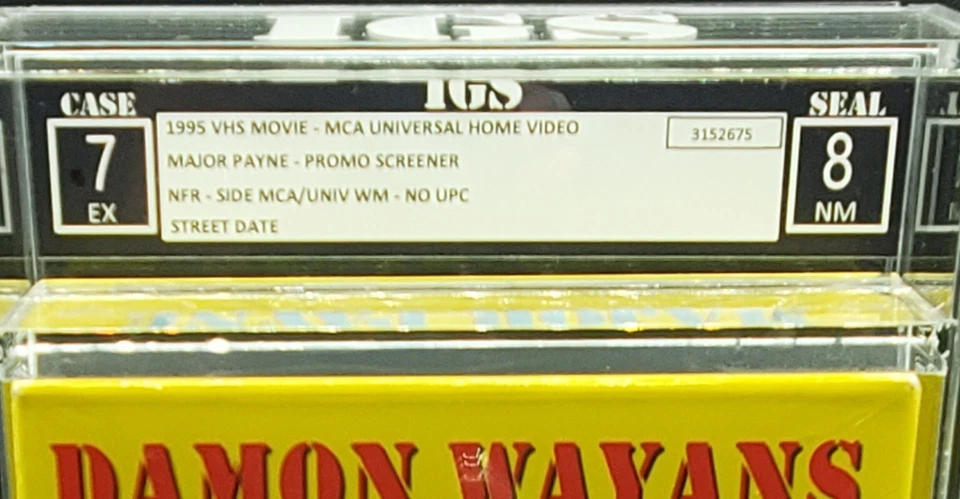 IGS
IGS
CASE
7
EX
1995 VHS MOVIE - MCA UNIVERSAL HOME VIDEO
MAJOR PAYNE - PROMO SCREENER
NFR - SIDE MCA/UNIV WM - NO UPC
STREET DATE
3152675
SEAL
8
NM
DAMON WAYANS